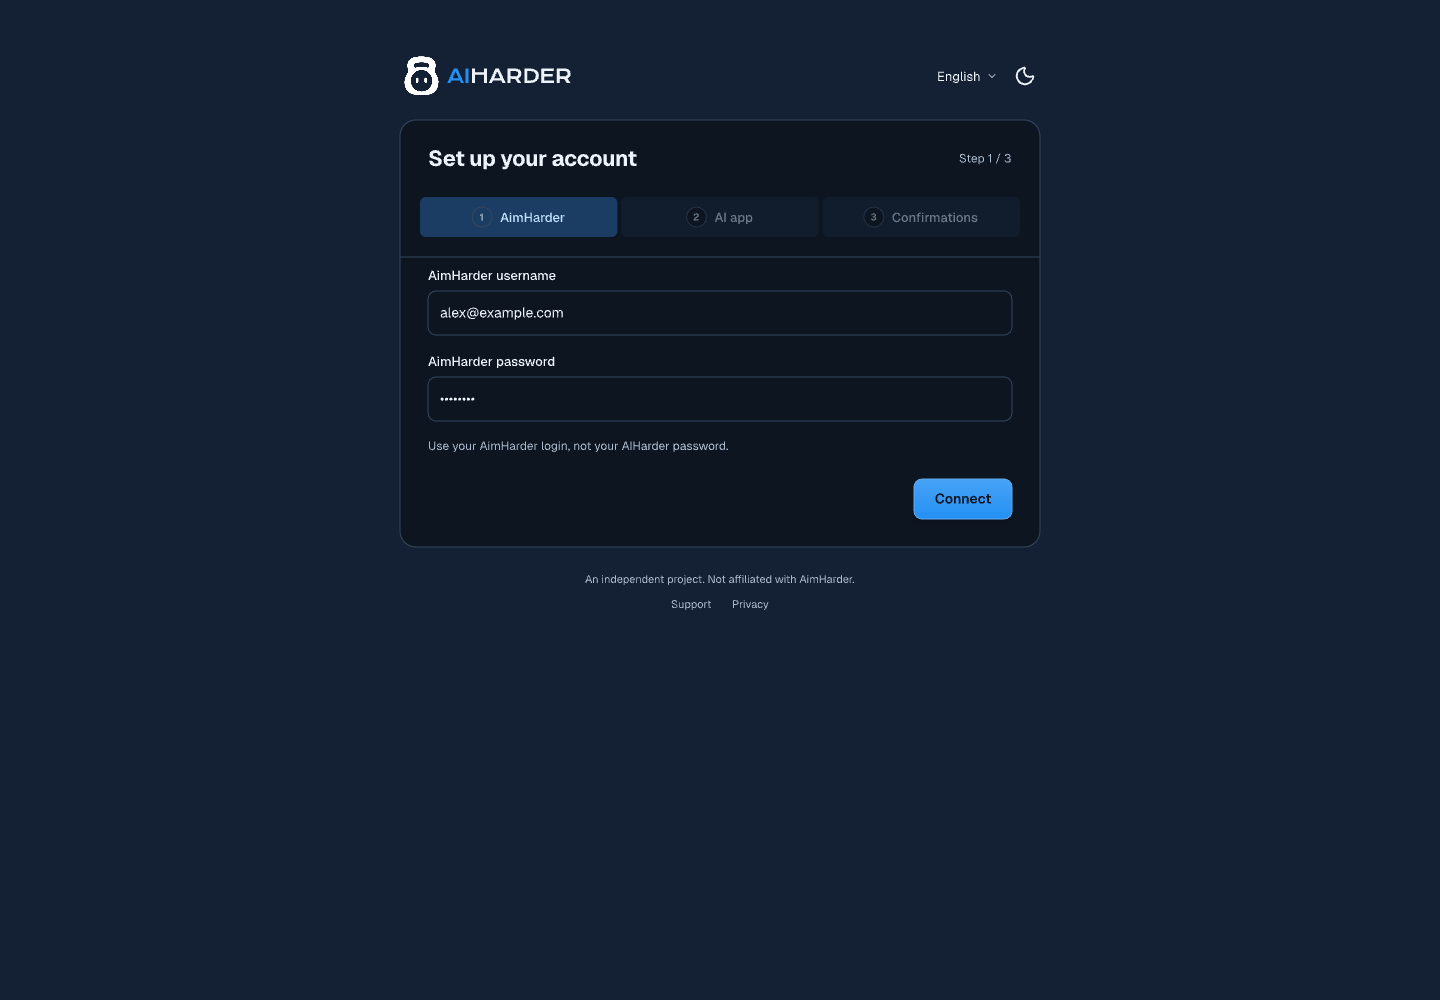 AIHARDER
English
Set up your account
Step 1 / 3
1 AimHarder
2 AI app
3 Confirmations
AimHarder username
alex@example.com
AimHarder password
••••••••
Use your AimHarder login, not your AIHarder password.
Connect
An independent project. Not affiliated with AimHarder.
Support Privacy